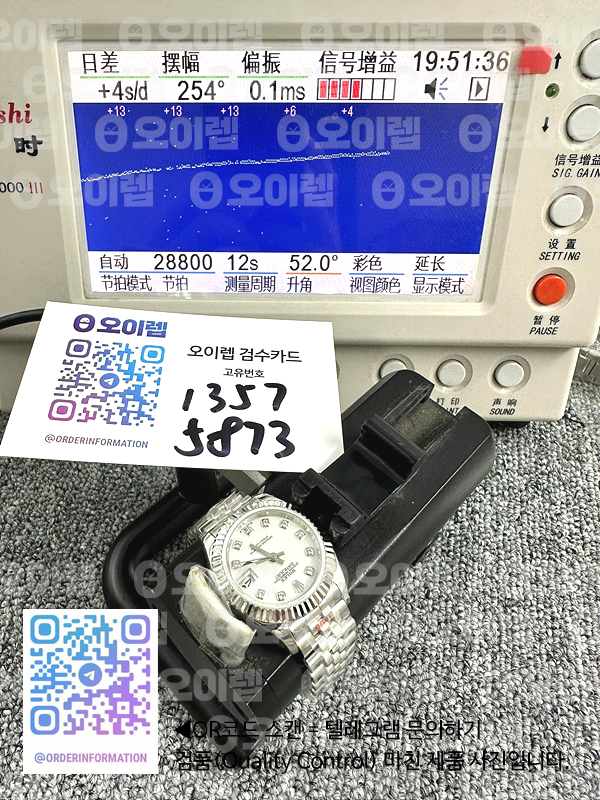 日差 摆幅 偏振 信号增益 19:51:36
+4s/d 254° 0.1ms
+13 +13 +13 +6 +4
自动 28800 12s 52.0° 彩色 延长
节拍模式 节拍 测量周期 升角 视图颜色 显示模式
shi
时
000 III
信号增益
SIG.GAIN
设置
SETTING
暂停
PAUSE
打印
声响
SOUND
오이렙
오이렙 검수카드
고유번호
1357
5873
@ORDERINFORMATION
오이렙
@ORDERINFORMATION
◀QR코드 스캔 = 텔레그램 문의하기
검품(Quality Control) 마친 제품 사진입니다.